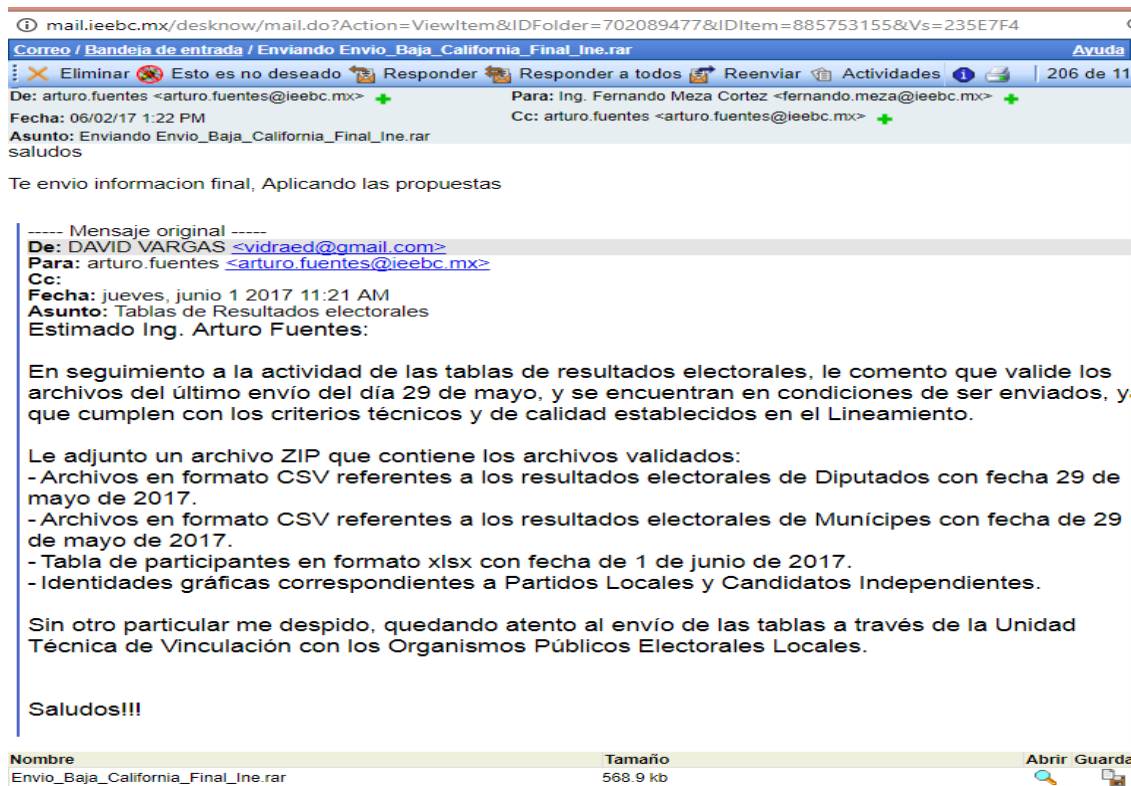 mail.ieebc.mx/desknow/mail.do?Action=ViewItem&IDFolder=702089477&IDItem=885753155&Vs=235E7F4
Correo / Bandeja de entrada / Enviando Envio_Baja_California_Final_Ine.rar Ayuda
Eliminar Esto es no deseado Responder Responder a todos Reenviar Actividades 206 de 11
De: arturo.fuentes <arturo.fuentes@ieebc.mx> Para: Ing. Fernando Meza Cortez <fernando.meza@ieebc.mx>
Fecha: 06/02/17 1:22 PM Cc: arturo.fuentes <arturo.fuentes@ieebc.mx>
Asunto: Enviando Envio_Baja_California_Final_Ine.rar
saludos
Te envio informacion final, Aplicando las propuestas
----- Mensaje original -----
De: DAVID VARGAS <vidraed@gmail.com>
Para: arturo.fuentes <arturo.fuentes@ieebc.mx>
Cc:
Fecha: jueves, junio 1 2017 11:21 AM
Asunto: Tablas de Resultados electorales
Estimado Ing. Arturo Fuentes:
En seguimiento a la actividad de las tablas de resultados electorales, le comento que valide los
archivos del último envío del día 29 de mayo, y se encuentran en condiciones de ser enviados, y
que cumplen con los criterios técnicos y de calidad establecidos en el Lineamiento.
Le adjunto un archivo ZIP que contiene los archivos validados:
- Archivos en formato CSV referentes a los resultados electorales de Diputados con fecha 29 de
mayo de 2017.
- Archivos en formato CSV referentes a los resultados electorales de Munícipes con fecha de 29
de mayo de 2017.
- Tabla de participantes en formato xlsx con fecha de 1 de junio de 2017.
- Identidades gráficas correspondientes a Partidos Locales y Candidatos Independientes.
Sin otro particular me despido, quedando atento al envío de las tablas a través de la Unidad
Técnica de Vinculación con los Organismos Públicos Electorales Locales.
Saludos!!!
Nombre Tamaño Abrir Guarda
Envio_Baja_California_Final_Ine.rar 568.9 kb